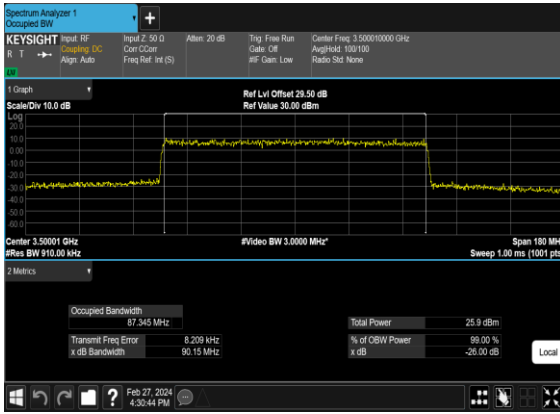 Spectrum Analyzer 1
Occupied BW
+
KEYSIGHT
R T
LV
Input: RF
Coupling: DC
Align: Auto
Input Z: 50 Ω
Corr CCorr
Freq Ref: Int (S)
Atten: 20 dB
Trig: Free Run
Gate: Off
#IF Gain: Low
Center Freq: 3.500010000 GHz
Avg|Hold: 100/100
Radio Std: None
1 Graph
Scale/Div 10.0 dB
Ref Lvl Offset 29.50 dB
Ref Value 30.00 dBm
Log
20.0
10.0
0.00
-10.0
-20.0
-30.0
-40.0
-50.0
-60.0
Center 3.50001 GHz
#Res BW 910.00 kHz
#Video BW 3.0000 MHz*
Span 180 MH
Sweep 1.00 ms (1001 pts
2 Metrics
Occupied Bandwidth
87.345 MHz
Transmit Freq Error 8.209 kHz
x dB Bandwidth 90.15 MHz
Total Power 25.9 dBm
% of OBW Power 99.00 %
x dB -26.00 dB
Local
?
Feb 27, 2024
4:30:44 PM